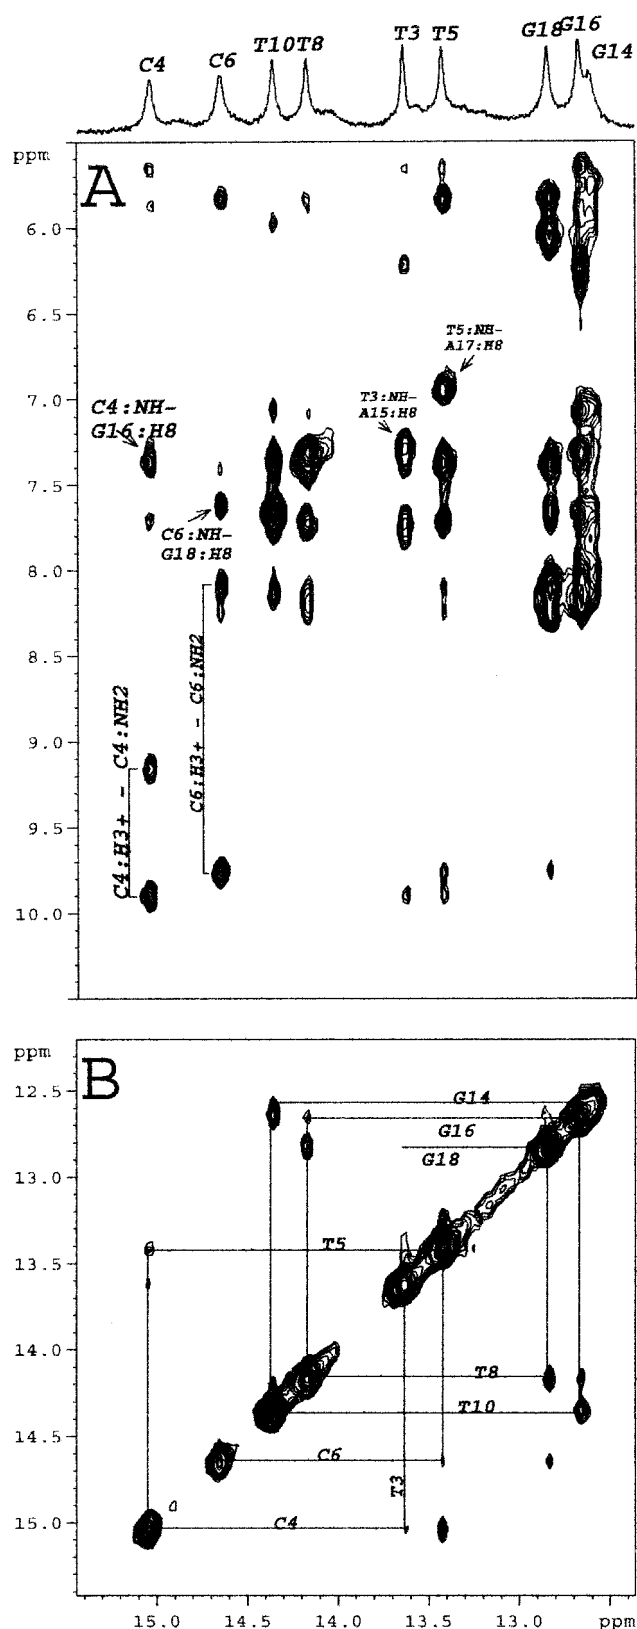 C4 C6 T10 T8 T3 T5 G18 G16 G14
ppm
A
6.0
6.5
T5:NH-
A17:H8
7.0
T3:NH-
A15:H8
C4:NH-
G16:H8
7.5
C6:NH-
G18:H8
8.0
8.5
C6:H3+ - C6:NH2
9.0
C4:H3+ - C4:NH2
9.5
10.0
ppm
B
12.5
G14
G16
13.0
G18
T5
13.5
14.0
T8
T10
14.5
C6
T3
15.0
C4
15.0 14.5 14.0 13.5 13.0 ppm